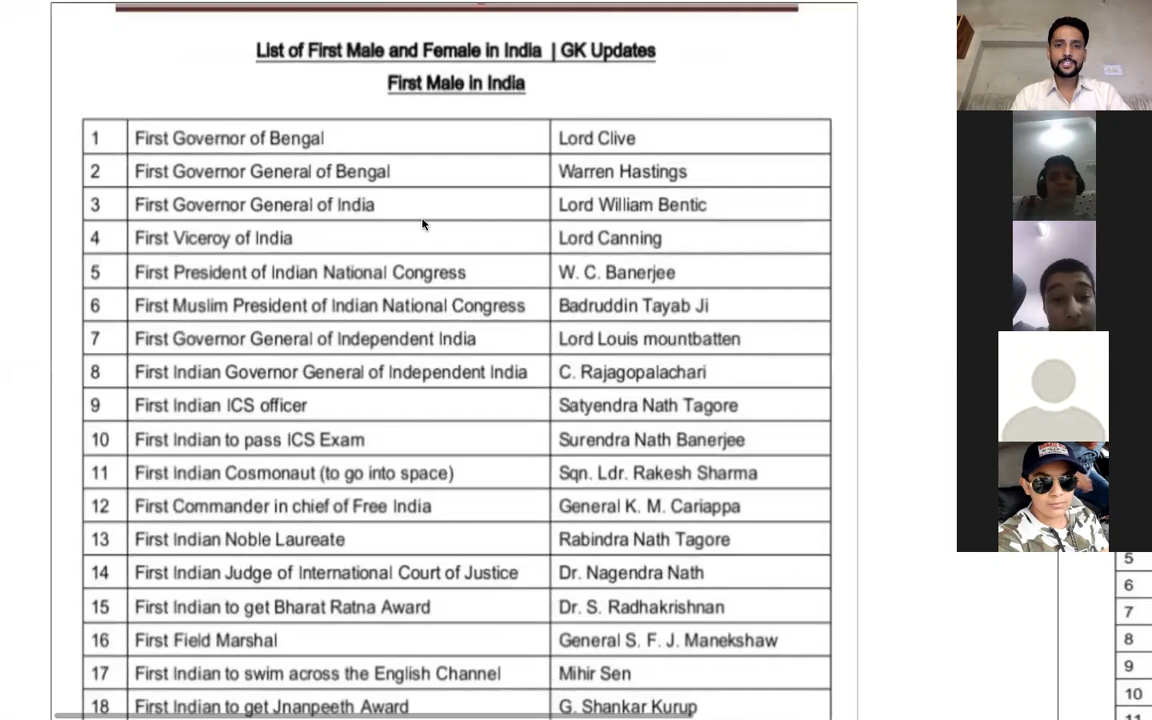 List of First Male and Female in India | GK Updates
First Male in India
1 First Governor of Bengal Lord Clive
2 First Governor General of Bengal Warren Hastings
3 First Governor General of India Lord William Bentic
4 First Viceroy of India Lord Canning
5 First President of Indian National Congress W. C. Banerjee
6 First Muslim President of Indian National Congress Badruddin Tayab Ji
7 First Governor General of Independent India Lord Louis mountbatten
8 First Indian Governor General of Independent India C. Rajagopalachari
9 First Indian ICS officer Satyendra Nath Tagore
10 First Indian to pass ICS Exam Surendra Nath Banerjee
11 First Indian Cosmonaut (to go into space) Sqn. Ldr. Rakesh Sharma
12 First Commander in chief of Free India General K. M. Cariappa
13 First Indian Noble Laureate Rabindra Nath Tagore
14 First Indian Judge of International Court of Justice Dr. Nagendra Nath
15 First Indian to get Bharat Ratna Award Dr. S. Radhakrishnan
16 First Field Marshal General S. F. J. Manekshaw
17 First Indian to swim across the English Channel Mihir Sen
18 First Indian to get Jnanpeeth Award G. Shankar Kurup
5
6
7
8
9
10